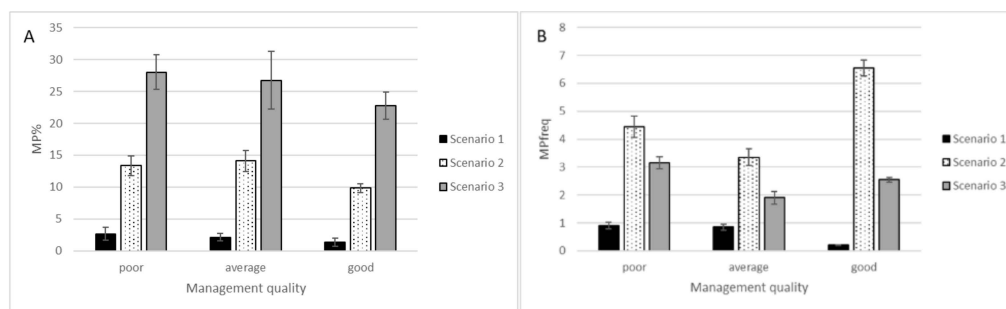 A
35
30
25
20
15
10
5
0
MP%
poor average good
Management quality
Scenario 1
Scenario 2
Scenario 3
B
8
7
6
5
4
3
2
1
0
MPfreq
poor average good
Management quality
Scenario 1
Scenario 2
Scenario 3